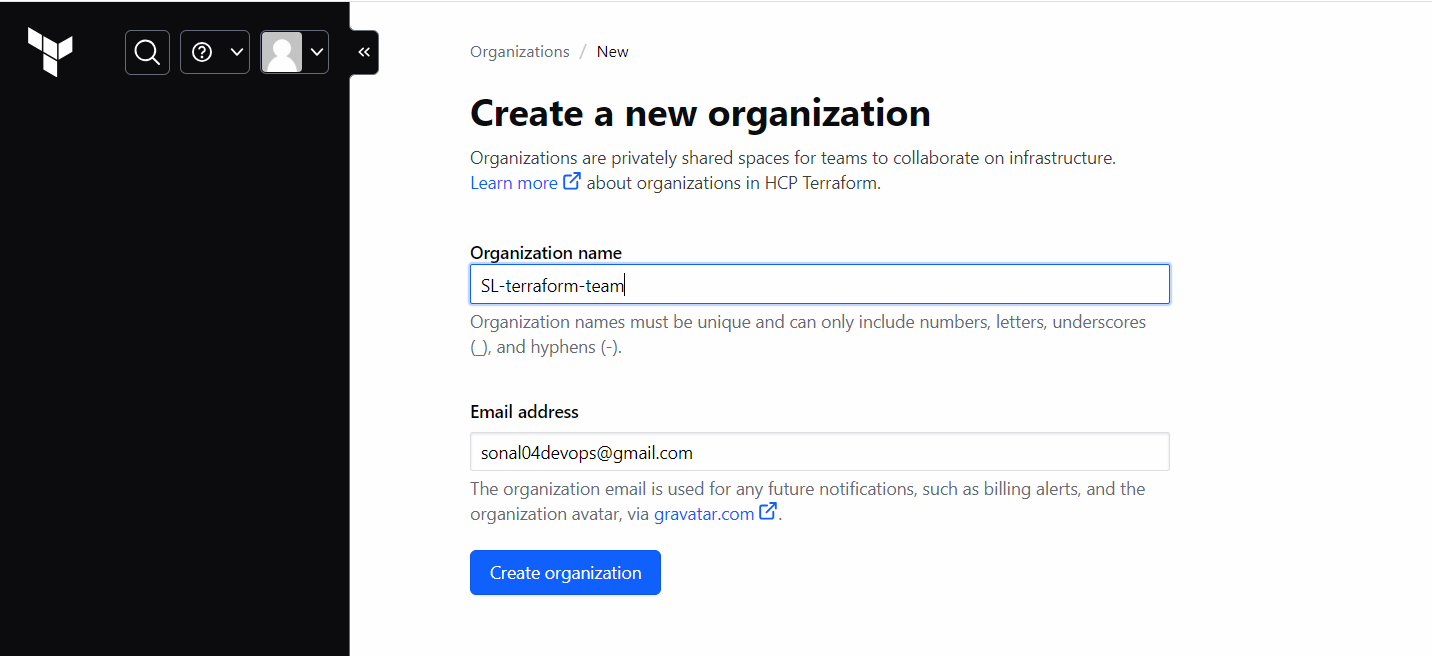 Organizations / New
Create a new organization
Organizations are privately shared spaces for teams to collaborate on infrastructure.
Learn more about organizations in HCP Terraform.
Organization name
SL-terraform-team
Organization names must be unique and can only include numbers, letters, underscores
(_), and hyphens (-).
Email address
sonal04devops@gmail.com
The organization email is used for any future notifications, such as billing alerts, and the
organization avatar, via gravatar.com.
Create organization